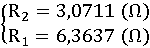 R₂ = 3,0711 (Ω)
R₁ = 6,3637 (Ω)